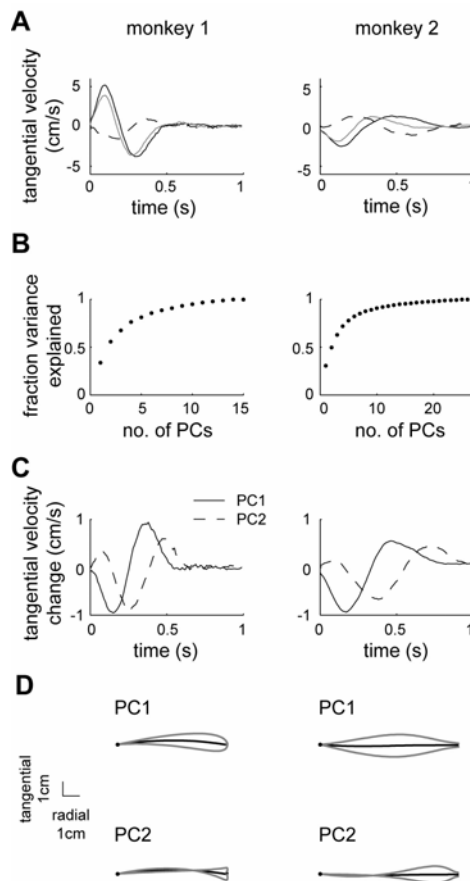 A
monkey 1
monkey 2
tangential velocity
(cm/s)
5
0
-5
0
0.5
1
time (s)
5
0
-5
0
0.5
1
time (s)
B
fraction variance
explained
1
0.5
0
0
5
10
15
no. of PCs
1
0.5
0
0
10
20
no. of PCs
C
tangential velocity
change (cm/s)
PC1
PC2
1
0
-1
0
0.5
1
time (s)
1
0
-1
0
0.5
1
time (s)
D
PC1
PC1
tangential
1cm
radial
1cm
PC2
PC2